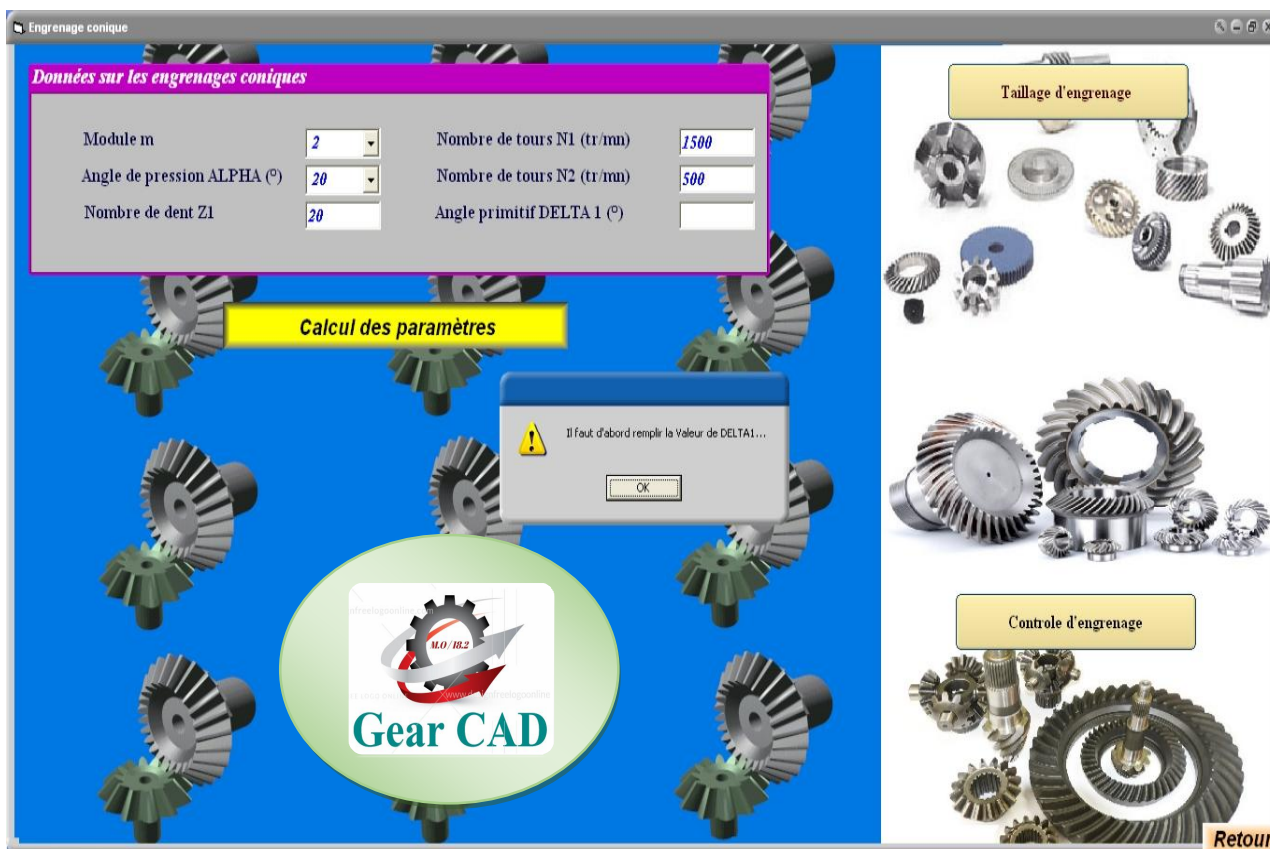 Engrenage conique
Données sur les engrenages coniques
Module m
2
Nombre de tours N1 (tr/mn)
1500
Angle de pression ALPHA (º)
20
Nombre de tours N2 (tr/mn)
500
Nombre de dent Z1
20
Angle primitif DELTA 1 (º)
Calcul des paramètres
Il faut d'abord remplir la Valeur de DELTA1...
OK
M.O / 18.2
Gear CAD
Taillage d'engrenage
Controle d'engrenage
Retour